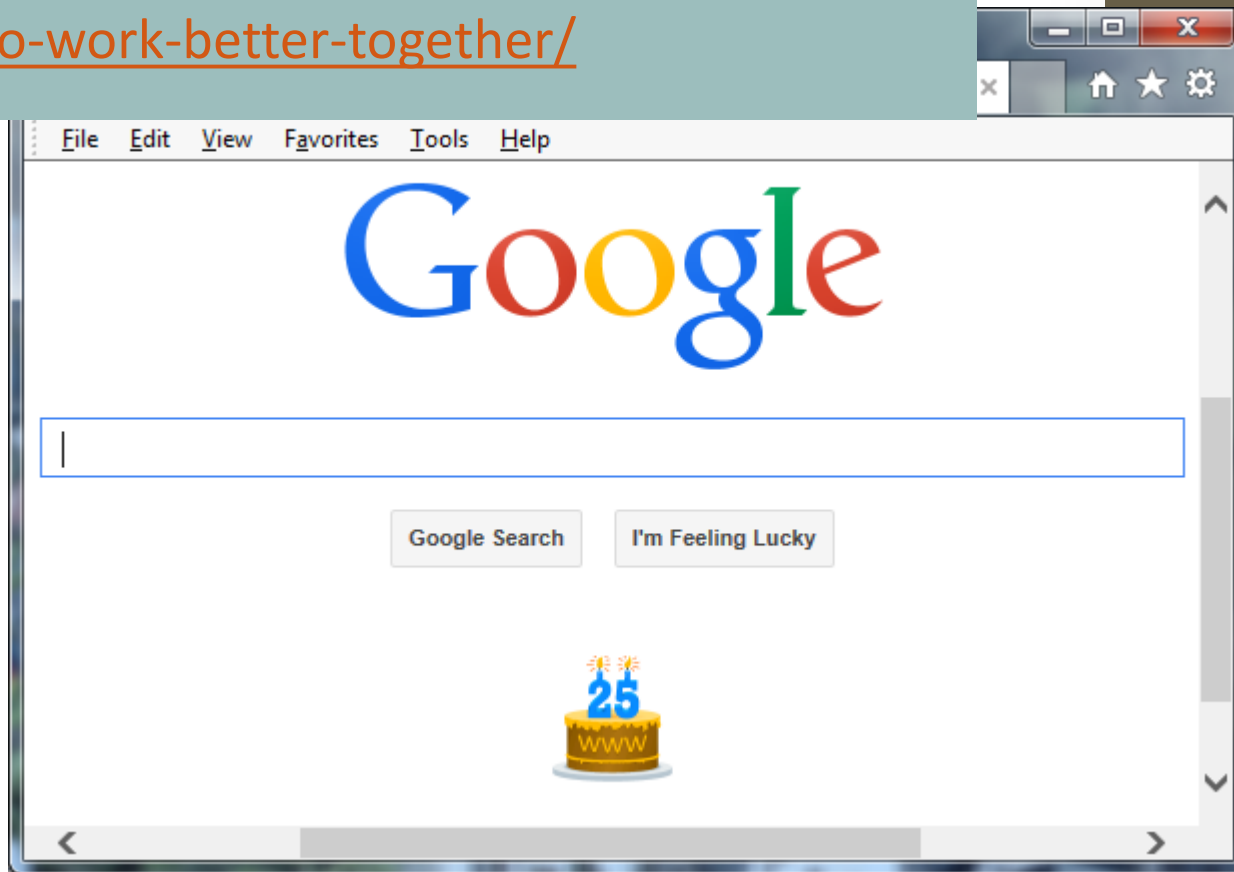 o-work-better-together/
File Edit View Favorites Tools Help
Google
Google Search I'm Feeling Lucky
25
WWW